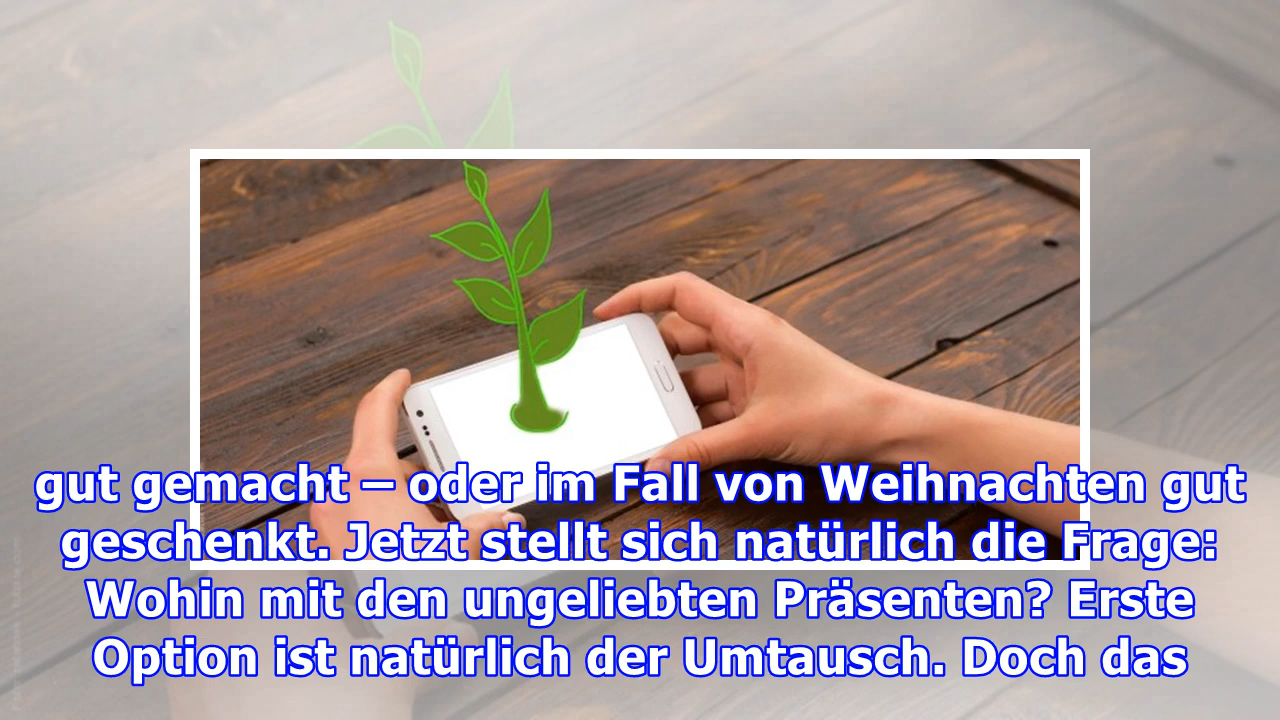 gut gemacht – oder im Fall von Weihnachten gut
geschenkt. Jetzt stellt sich natürlich die Frage:
Wohin mit den ungeliebten Präsenten? Erste
Option ist natürlich der Umtausch. Doch das